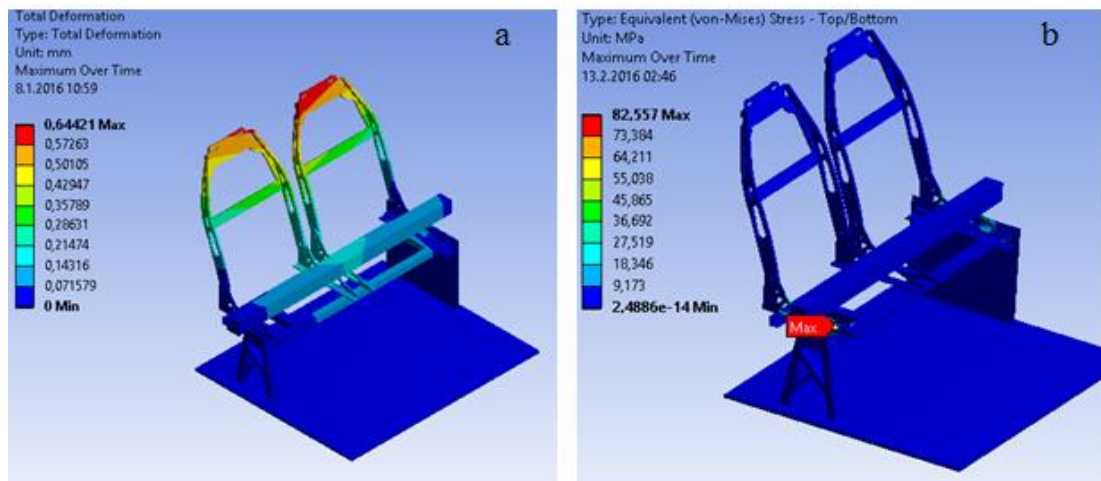 Total Deformation
Type: Total Deformation
Unit: mm
Maximum Over Time
8.1.2016 10:59
a
0,64421 Max
0,57263
0,50105
0,42947
0,35789
0,28631
0,21474
0,14316
0,071579
0 Min
Type: Equivalent (von-Mises) Stress - Top/Bottom
Unit: MPa
Maximum Over Time
13.2.2016 02:46
b
82,557 Max
73,384
64,211
55,038
45,865
36,692
27,519
18,346
9,173
2,4886e-14 Min
Max